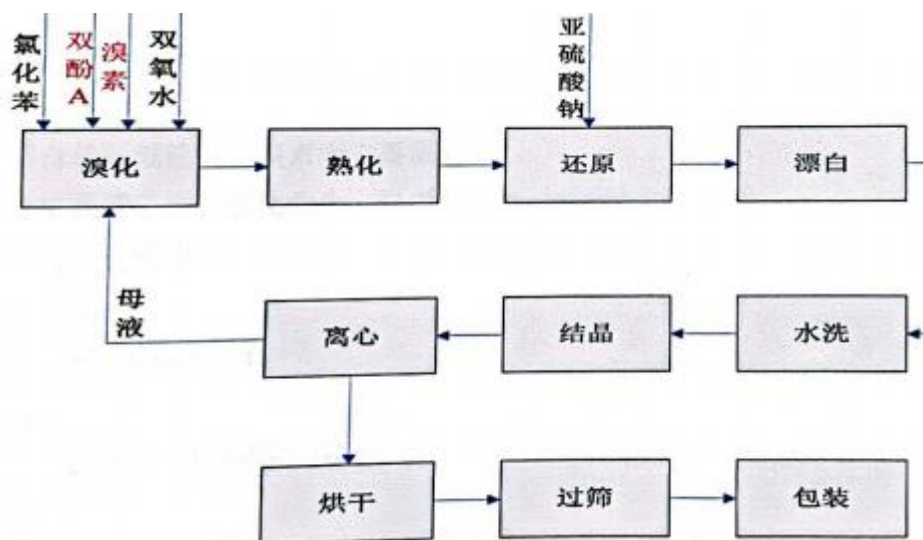 氯化苯
双酚A
溴素
双氧水
亚硫酸钠
溴化
熟化
还原
漂白
母液
离心
结晶
水洗
烘干
过筛
包装